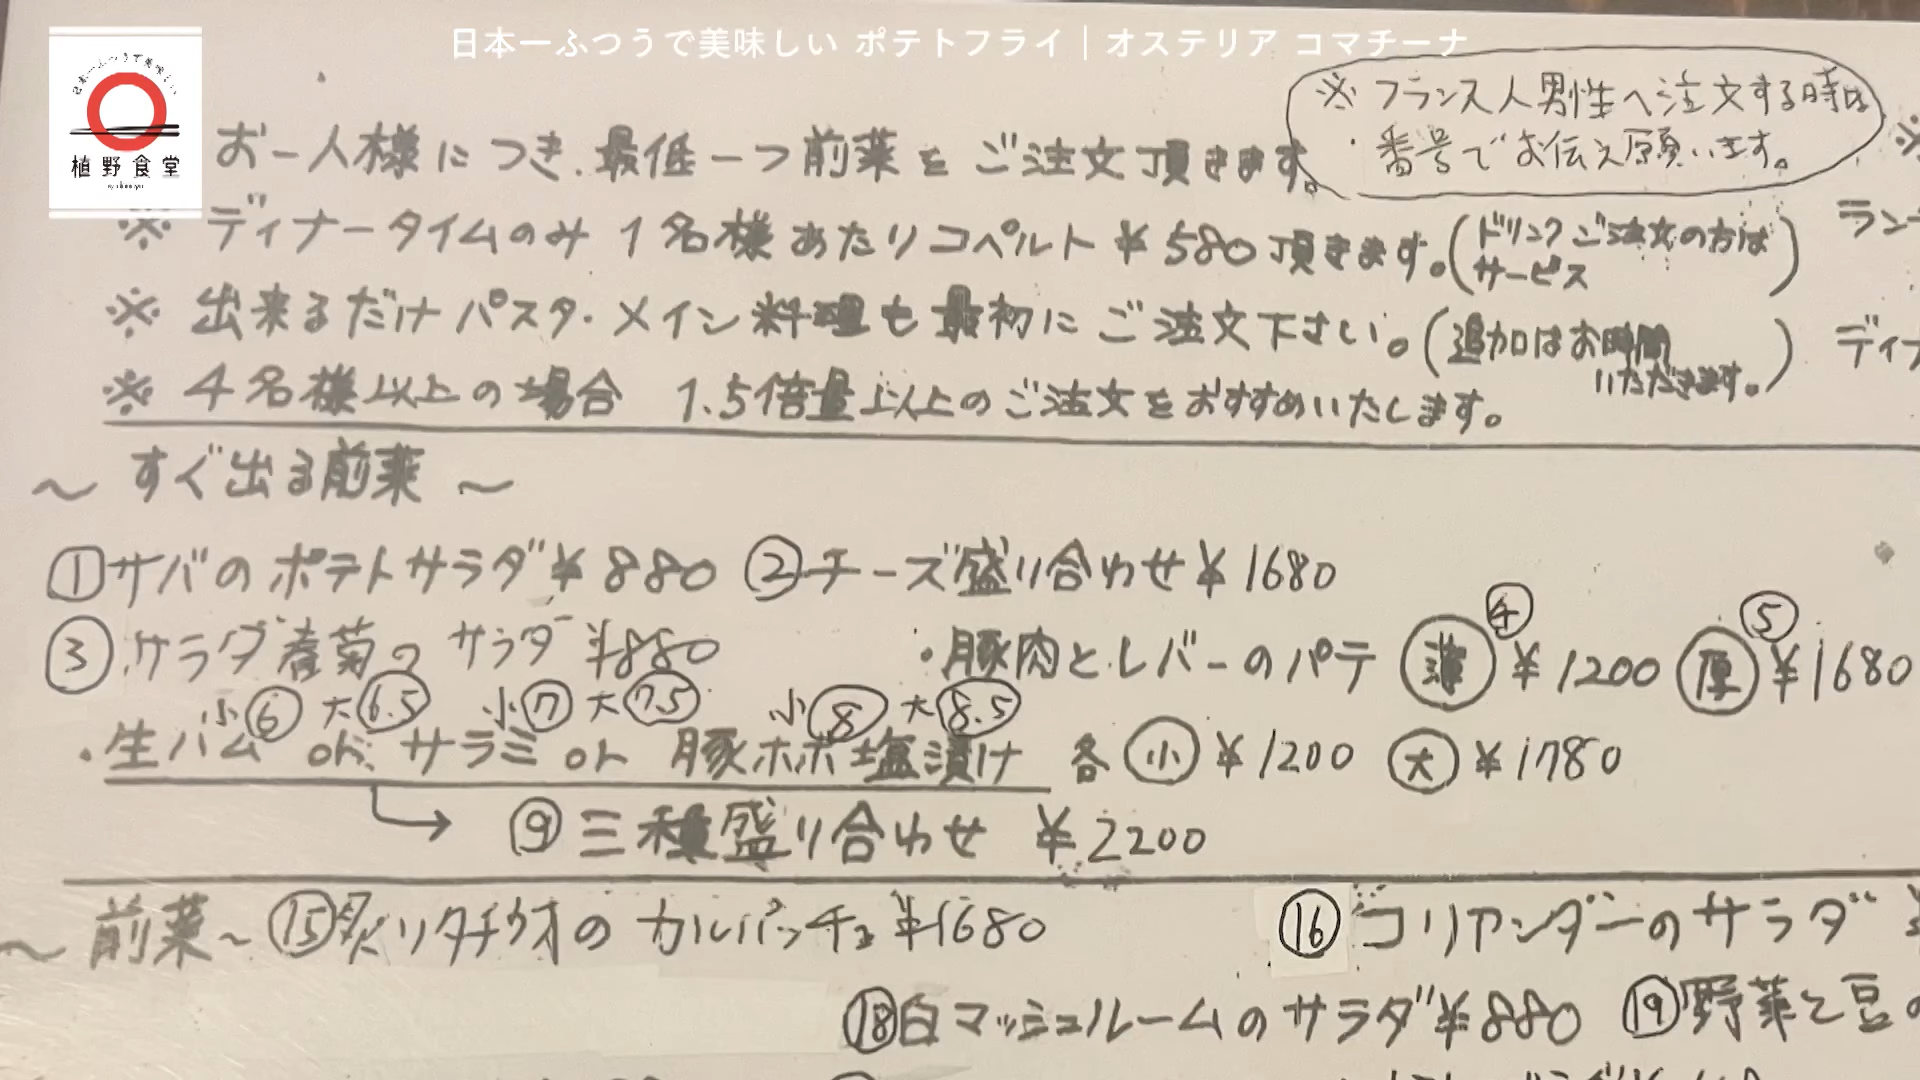 日本一ふつうで美味しい ポテトフライ｜オステリア コマチーナ
日本一ふつうで美味しい
植野食堂
※ フランス人男性へ注文する時は
番号でお伝え願います。
お一人様につき、最低一つ前菜をご注文頂きます。
※ ディナータイムのみ 1名様あたりコペルト ¥580頂きます。(ドリンクご注文の方はサービス)
ラン
※ 出来るだけパスタ・メイン料理も最初にご注文下さい。(追加はお時間いただきます。)
ディナ
※ 4名様以上の場合 1.5倍量以上のご注文をおすすめいたします。
～ すぐ出る前菜 ～
①サバのポテトサラダ¥880 ②チーズ盛り合わせ¥1680
③サラダ春菊のサラダ¥880 ・豚肉とレバーのパテ 薄④¥1200 厚⑤¥1680
小⑥ 大6.5 小⑦ 大7.5 小⑧ 大8.5
・生ハム or サラミ or 豚ホホ塩漬け 各 小 ¥1200 大 ¥1780
→ ⑨三種盛り合わせ ¥2200
～ 前菜～ ⑮炙りタチウオのカルパッチョ ¥1680 ⑯コリアンダーのサラダ
⑱白マッシュルームのサラダ¥880 ⑲野菜と豆の